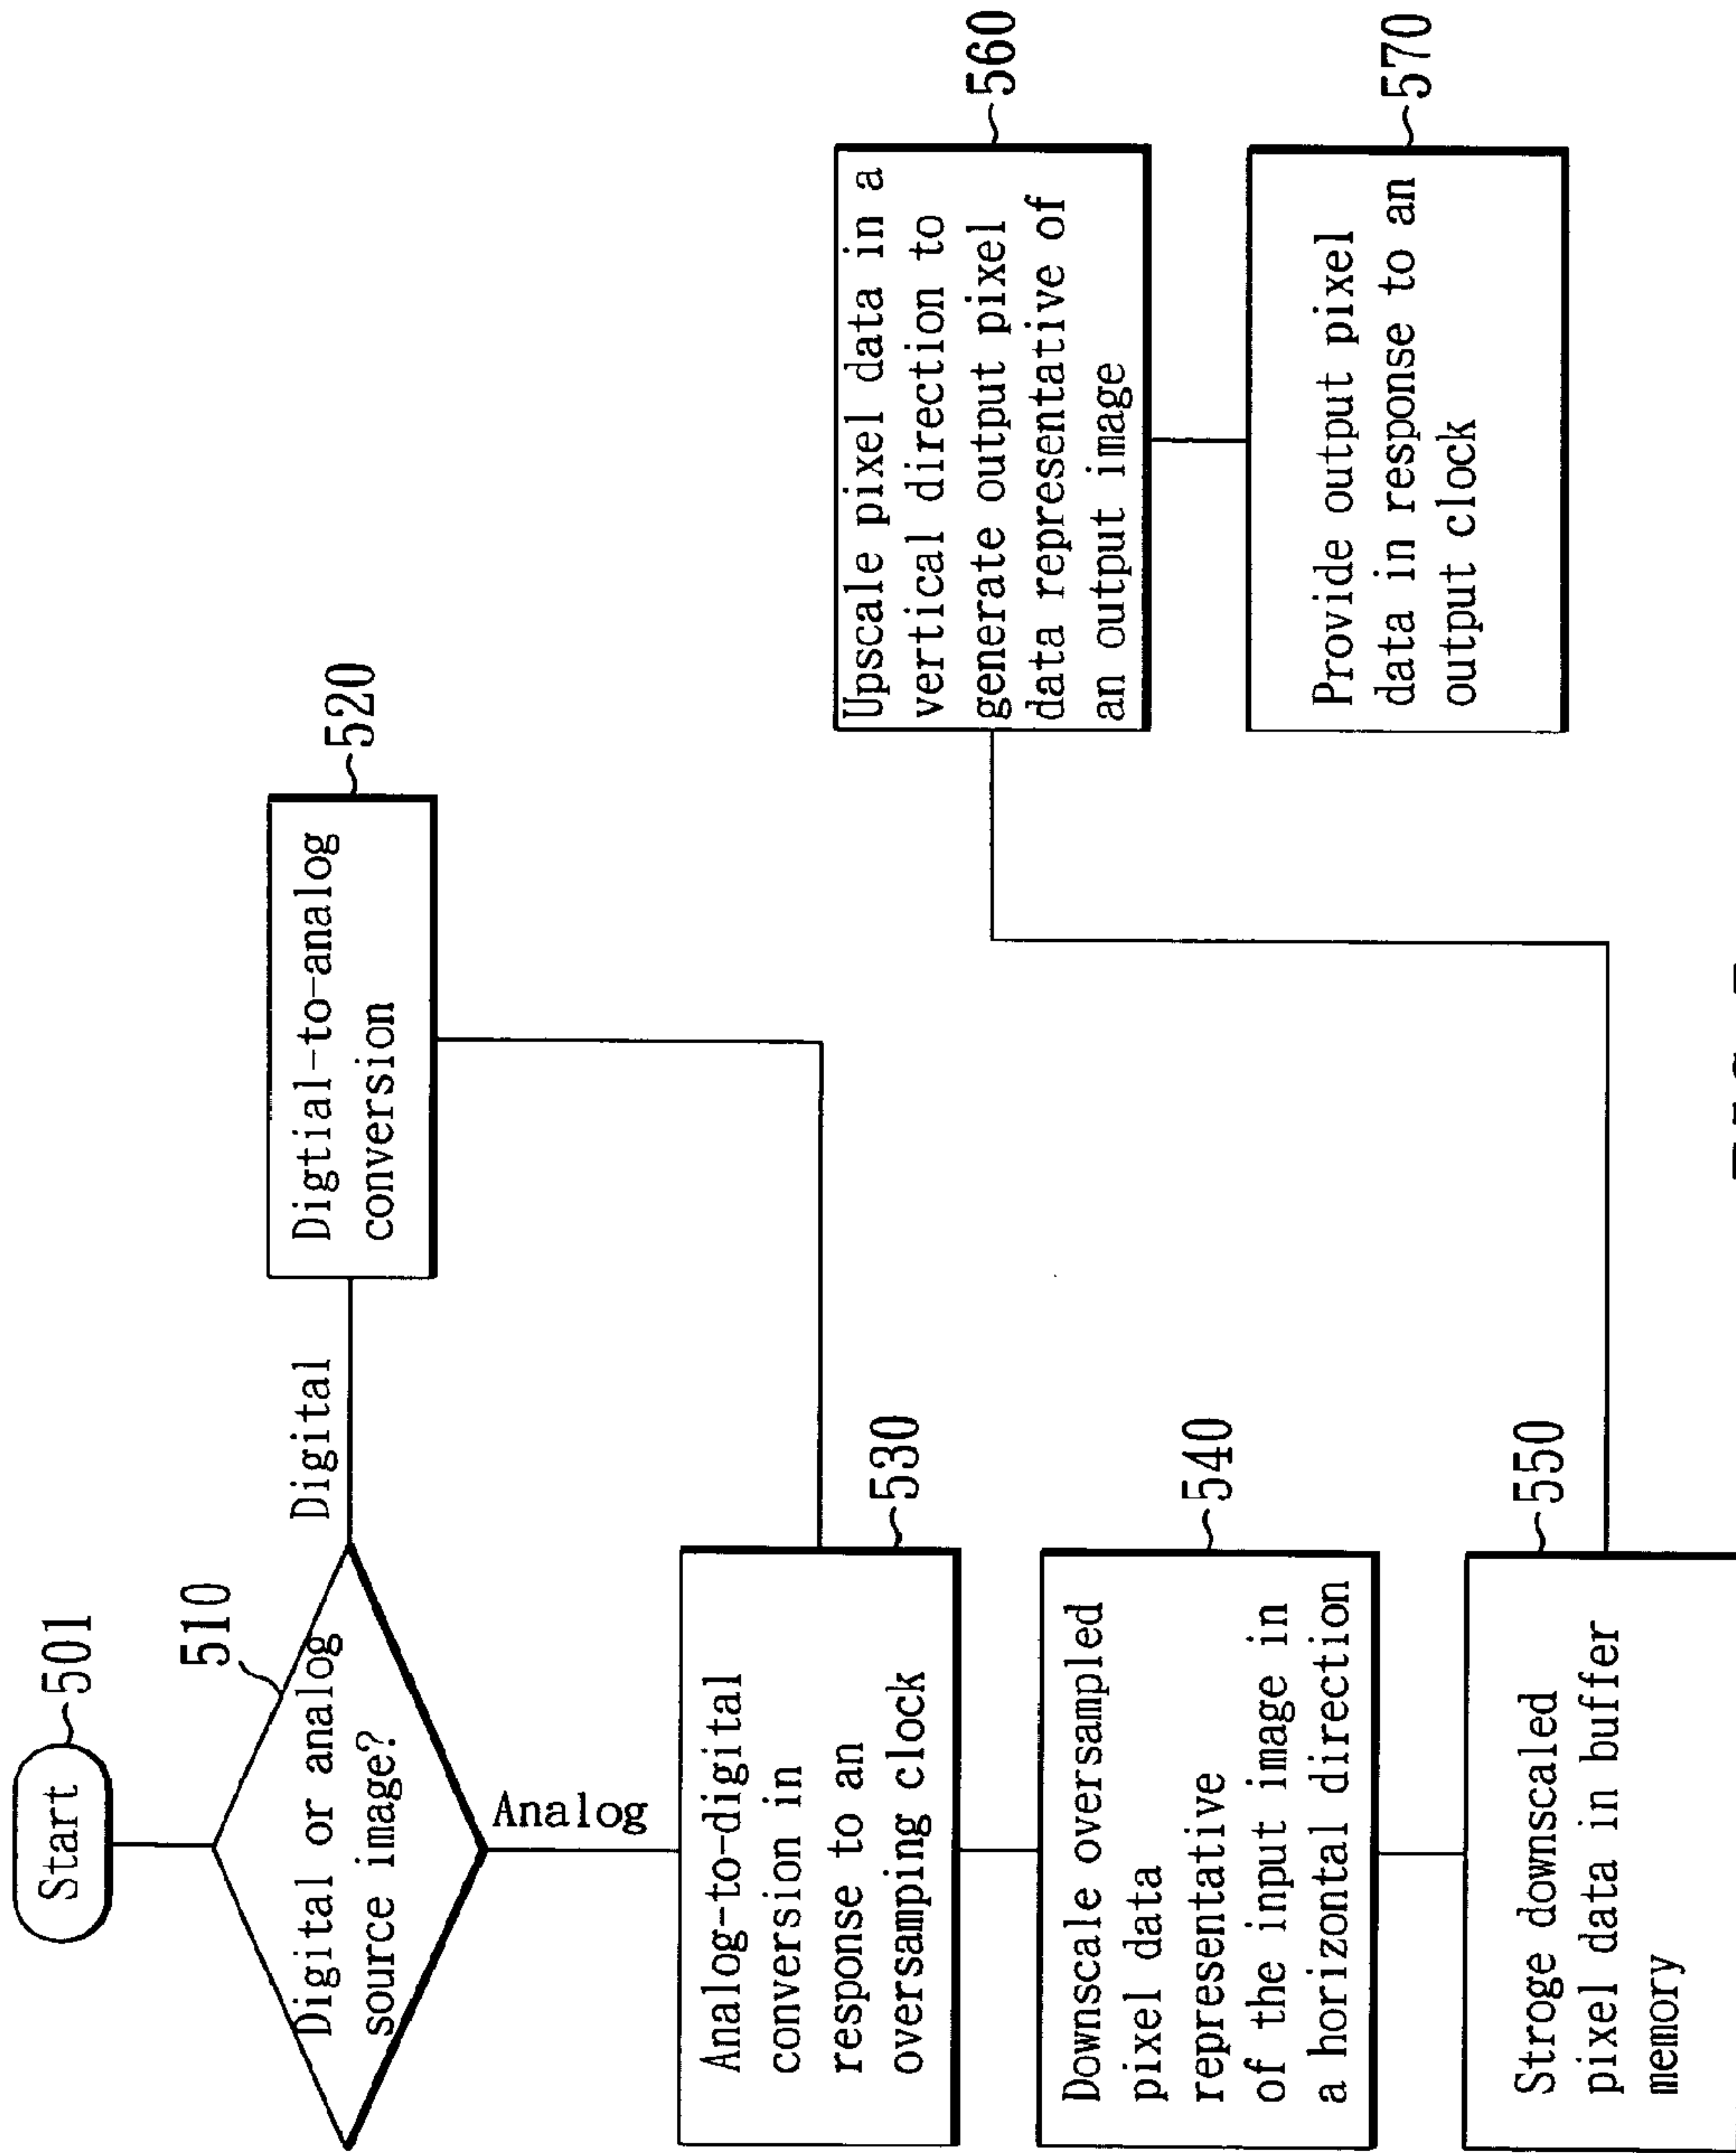 Start
501
510
Digital or analog
source image?
Digital
520
Digtial-to-analog
conversion
Analog
530
Analog-to-digital
conversion in
response to an
oversamping clock
540
Downscale oversampled
pixel data
representative
of the input image in
a horizontal direction
550
Stroge downscaled
pixel data in buffer
memory
560
Upscale pixel data in a
vertical direction to
generate output pixel
data representative of
an output image
570
Provide output pixel
data in response to an
output clock